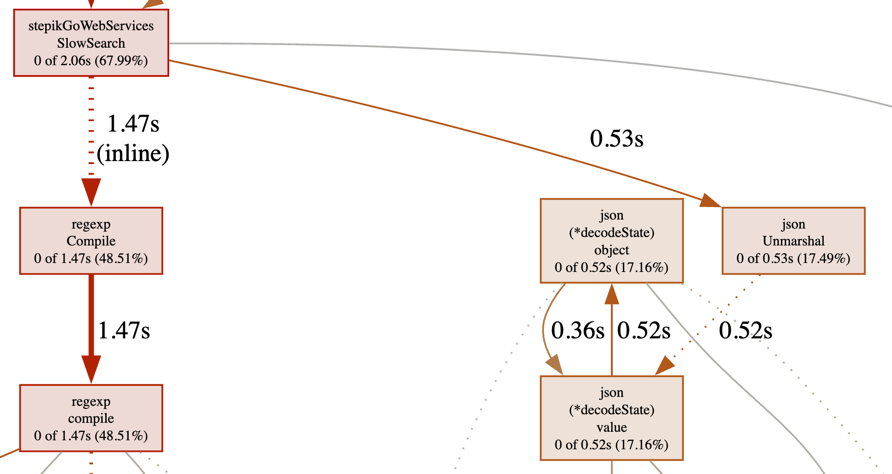 stepikGoWebServices
SlowSearch
0 of 2.06s (67.99%)
1.47s
(inline)
0.53s
regexp
Compile
0 of 1.47s (48.51%)
json
(*decodeState)
object
0 of 0.52s (17.16%)
json
Unmarshal
0 of 0.53s (17.49%)
1.47s
0.36s
0.52s
0.52s
regexp
compile
0 of 1.47s (48.51%)
json
(*decodeState)
value
0 of 0.52s (17.16%)